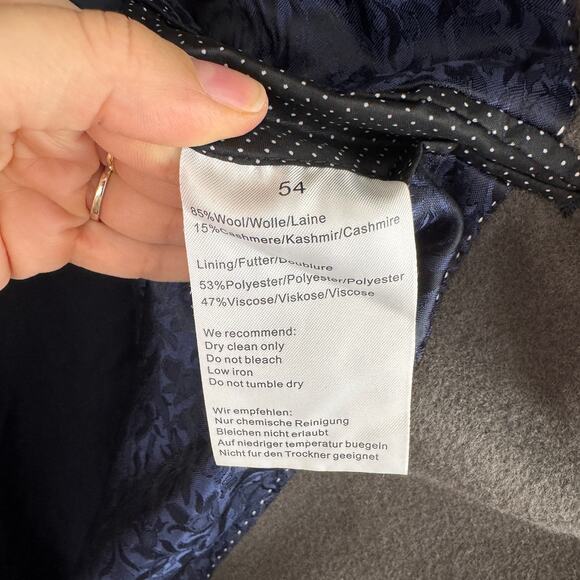 54
85%Wool/Wolle/Laine
15%Cashmere/Kashmir/Cashmire
Lining/Futter/Doublure
53%Polyester/Polyester/Polyester
47%Viscose/Viskose/Viscose
We recommend:
Dry clean only
Do not bleach
Low iron
Do not tumble dry
Wir empfehlen:
Nur chemische Reinigung
Bleichen nicht erlaubt
Auf niedriger temperatur buegeln
Nicht fur den Trockner geeignet